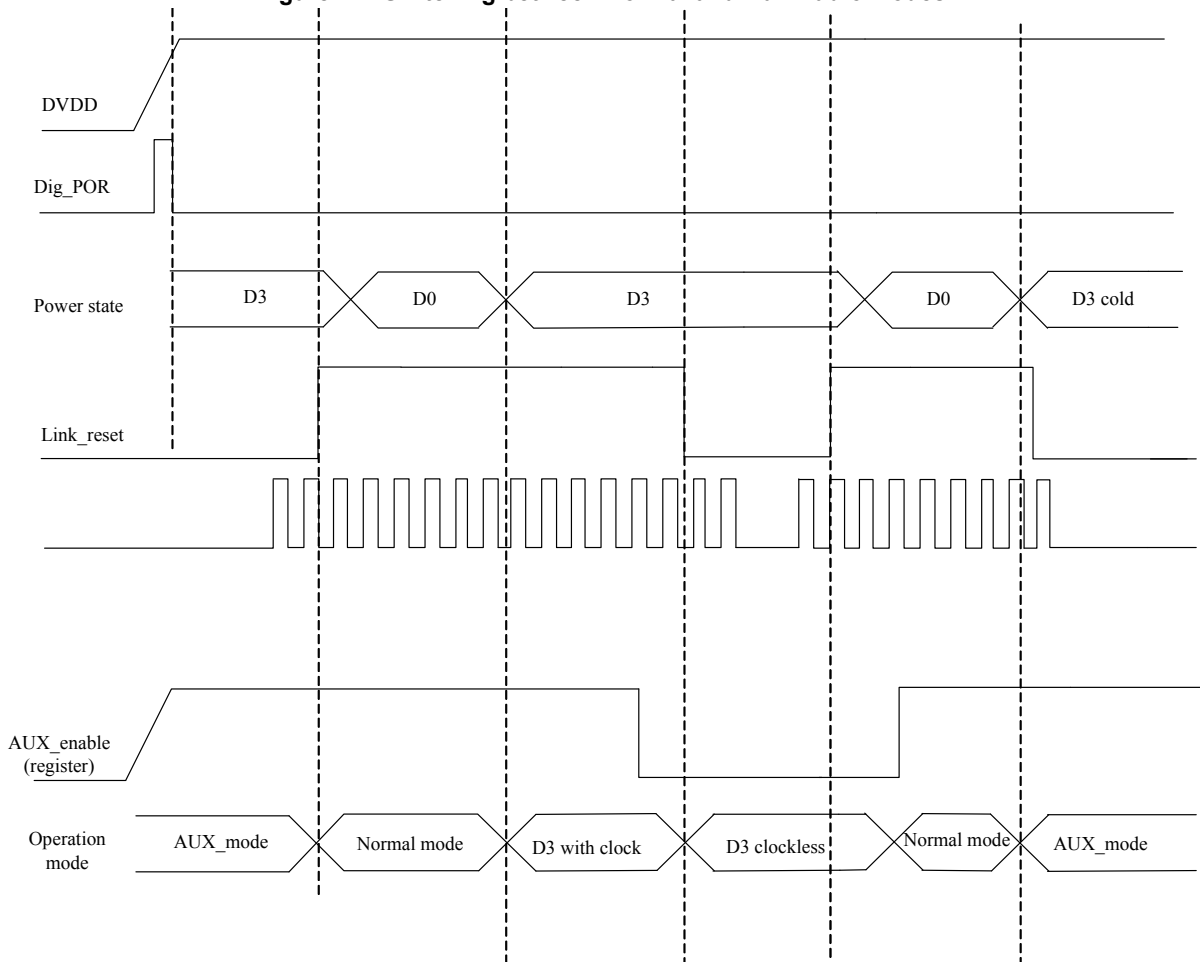 DVDD
Dig_POR
Power state
D3
D0
D3
D0
D3 cold
Link_reset
AUX_enable
(register)
Operation
mode
AUX_mode
Normal mode
D3 with clock
D3 clockless
Normal mode
AUX_mode